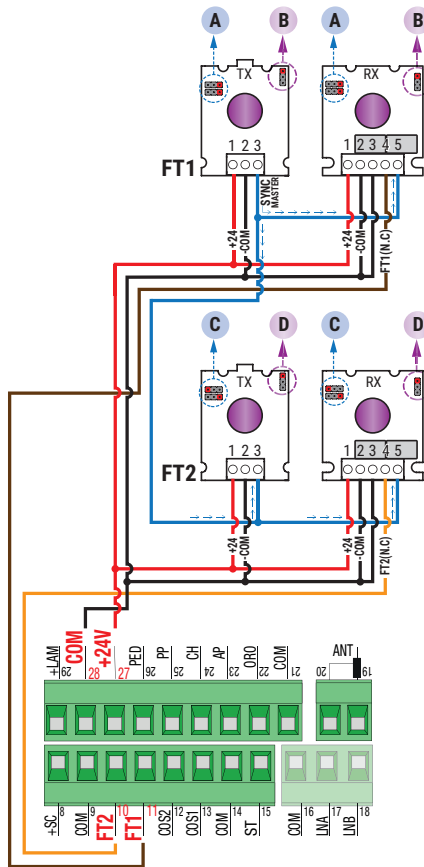 A B A B
TX RX
1 2 3 1 2 3 4 5
FT1
SYNC
MASTER
+24 -COM +24 -COM FT1(N.C)
C D C D
TX RX
1 2 3 1 2 3 4 5
FT2
+24 -COM +24 -COM FT2(N.C)
+LAM COM +24V PED PP CH AP ORO COM ANT
29 28 27 26 25 24 23 22 21 20 19
8 9 10 11 12 13 14 15 16 17 18
+SC COM FT2 FT1 COS2 COS1 COM ST COM LNA LNB